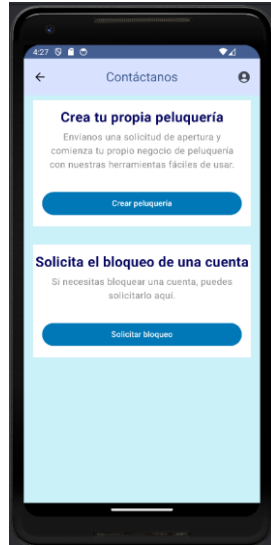 4:27
Contáctanos
Crea tu propia peluquería
Envíanos una solicitud de apertura y
comienza tu propio negocio de peluquería
con nuestras herramientas fáciles de usar.
Crear peluquería
Solicita el bloqueo de una cuenta
Si necesitas bloquear una cuenta, puedes
solicitarlo aquí.
Solicitar bloqueo